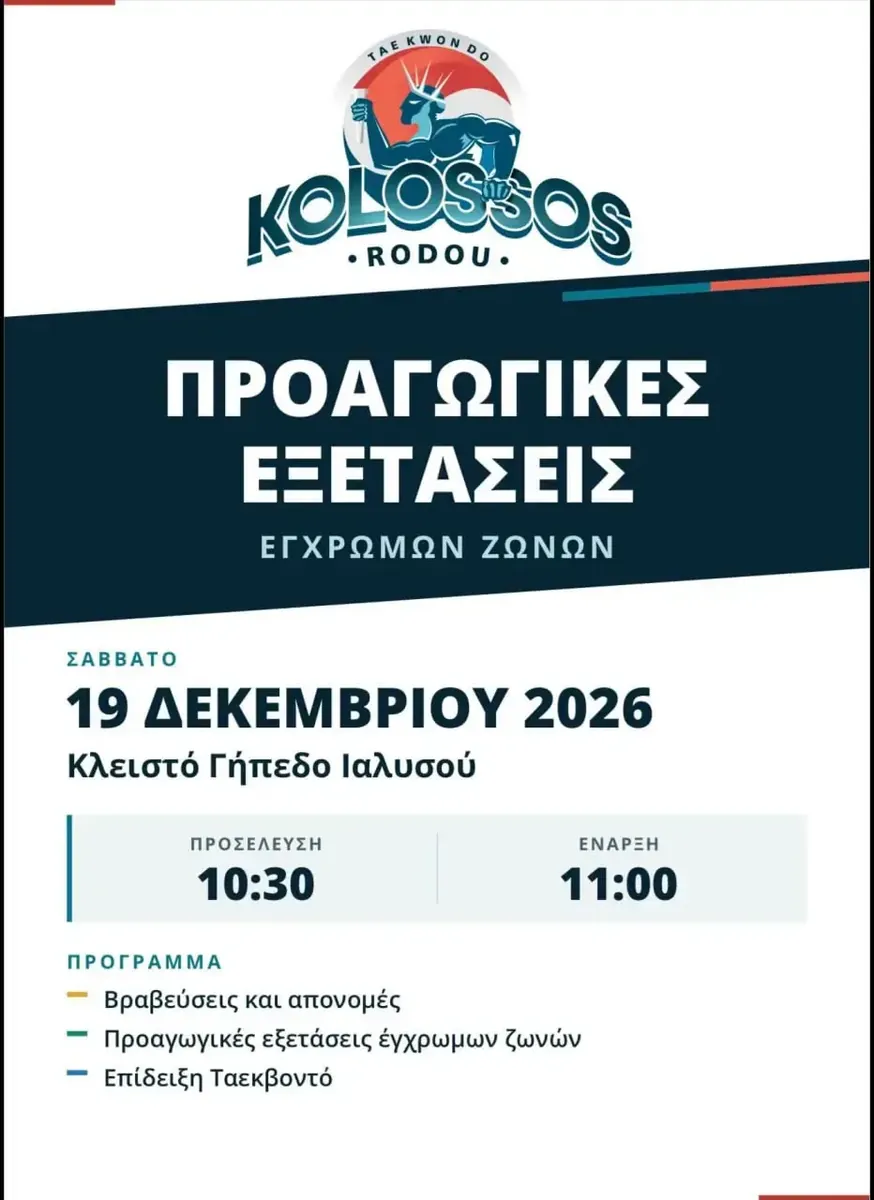 TAE KWON DO
KOLOSSOS
• RODOU •
ΠΡΟΑΓΩΓΙΚΕΣ
ΕΞΕΤΑΣΕΙΣ
ΕΓΧΡΩΜΩΝ ΖΩΝΩΝ
ΣΑΒΒΑΤΟ
19 ΔΕΚΕΜΒΡΙΟΥ 2026
Κλειστό Γήπεδο Ιαλυσού
ΠΡΟΣΕΛΕΥΣΗ
10:30
ΕΝΑΡΞΗ
11:00
ΠΡΟΓΡΑΜΜΑ
Βραβεύσεις και απονομές
Προαγωγικές εξετάσεις έγχρωμων ζωνών
Επίδειξη Ταεκβοντό